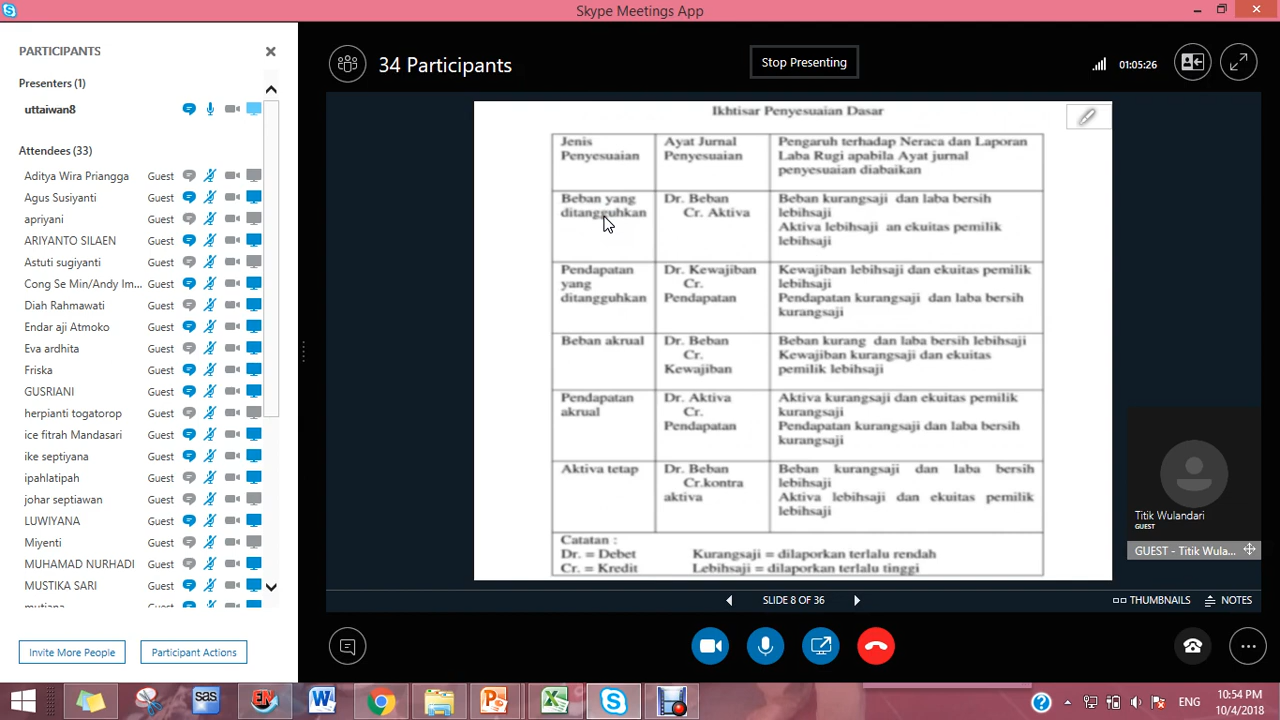 Skype Meetings App
PARTICIPANTS
Presenters (1)
uttaiwan8
Attendees (33)
Aditya Wira Priangga Guest
Agus Susiyanti Guest
apriyani Guest
ARIYANTO SILAEN Guest
Astuti sugiyanti Guest
Cong Se Min/Andy Im... Guest
Diah Rahmawati Guest
Endar aji Atmoko Guest
Eva ardhita Guest
Friska Guest
GUSRIANI Guest
herpianti togatorop Guest
ice fitrah Mandasari Guest
ike septiyana Guest
ipahlatipah Guest
johar septiawan Guest
LUWIYANA Guest
Miyenti Guest
MUHAMAD NURHADI Guest
MUSTIKA SARI Guest
mutiana Guest
Invite More People
Participant Actions
34 Participants
Stop Presenting
01:05:26
Ikhtisar Penyesuaian Dasar
Jenis
Penyesuaian
Ayat Jurnal
Penyesuaian
Pengaruh terhadap Neraca dan Laporan
Laba Rugi apabila Ayat jurnal
penyesuaian diabaikan
Beban yang
ditangguhkan
Dr. Beban
Cr. Aktiva
Beban kurangsaji dan laba bersih
lebihsaji
Aktiva lebihsaji an ekuitas pemilik
lebihsaji
Pendapatan
yang
ditangguhkan
Dr. Kewajiban
Cr.
Pendapatan
Kewajiban lebihsaji dan ekuitas pemilik
lebihsaji
Pendapatan kurangsaji dan laba bersih
kurangsaji
Beban akrual
Dr. Beban
Cr.
Kewajiban
Beban kurang dan laba bersih lebihsaji
Kewajiban kurangsaji dan ekuitas
pemilik lebihsaji
Pendapatan
akrual
Dr. Aktiva
Cr.
Pendapatan
Aktiva kurangsaji dan ekuitas pemilik
kurangsaji
Pendapatan kurangsaji dan laba bersih
kurangsaji
Aktiva tetap
Dr. Beban
Cr.kontra
aktiva
Beban kurangsaji dan laba bersih
lebihsaji
Aktiva lebihsaji dan ekuitas pemilik
lebihsaji
Catatan :
Dr. = Debet Kurangsaji = dilaporkan terlalu rendah
Cr. = Kredit Lebihsaji = dilaporkan terlalu tinggi
Titik Wulandari
GUEST
GUEST - Titik Wula...
SLIDE 8 OF 36
THUMBNAILS
NOTES
sas
EN
ENG
10:54 PM
10/4/2018